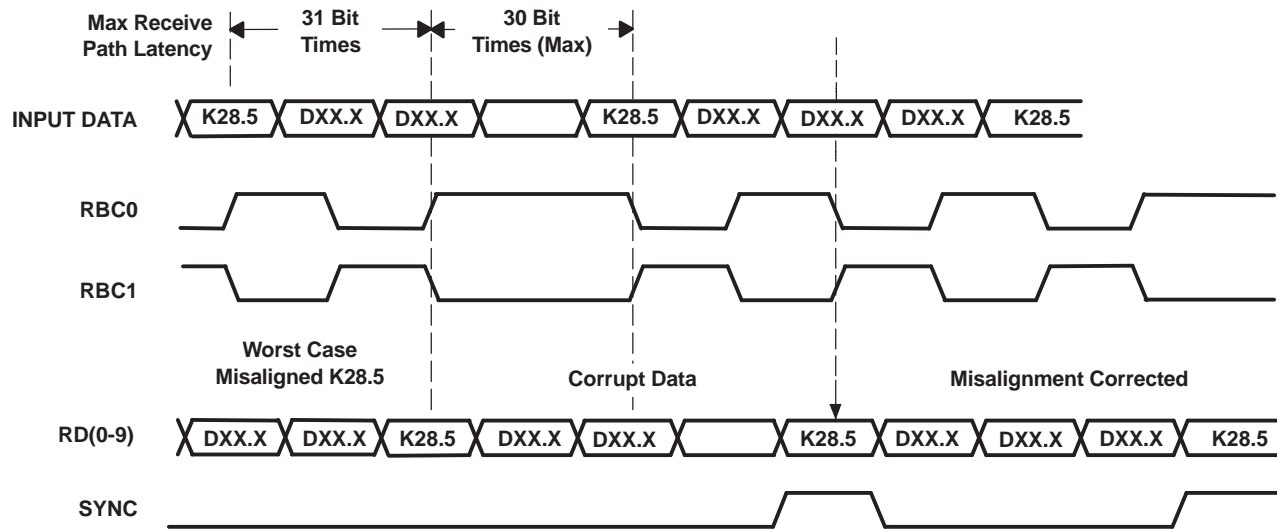 Max Receive
Path Latency
31 Bit
Times
30 Bit
Times (Max)
INPUT DATA
K28.5 DXX.X DXX.X K28.5 DXX.X DXX.X DXX.X K28.5
RBC0
RBC1
Worst Case
Misaligned K28.5
Corrupt Data
Misalignment Corrected
RD(0-9)
DXX.X DXX.X K28.5 DXX.X DXX.X K28.5 DXX.X DXX.X DXX.X K28.5
SYNC